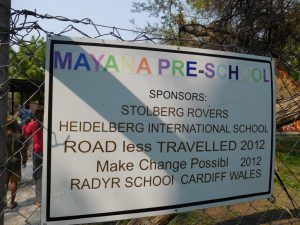 MAYANA PRE-SCHOOL
SPONSORS:
STOLBERG ROVERS
HEIDELBERG INTERNATIONAL SCHOOL
ROAD less TRAVELLED 2012
Make Change Possibl 2012
RADYR SCHOOl CARDIFF WALES